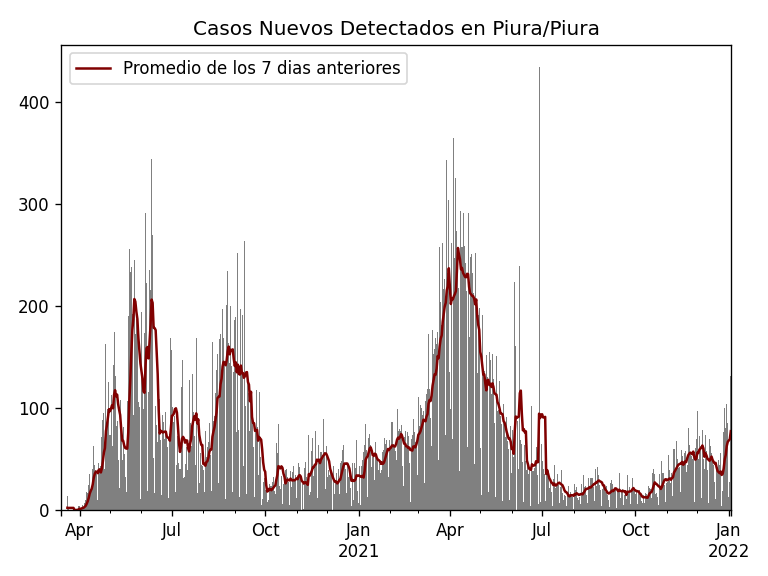 Casos Nuevos Detectados en Piura/Piura
Promedio de los 7 dias anteriores
400
300
200
100
0
Apr Jul Oct Jan Apr Jul Oct Jan
2021 2022